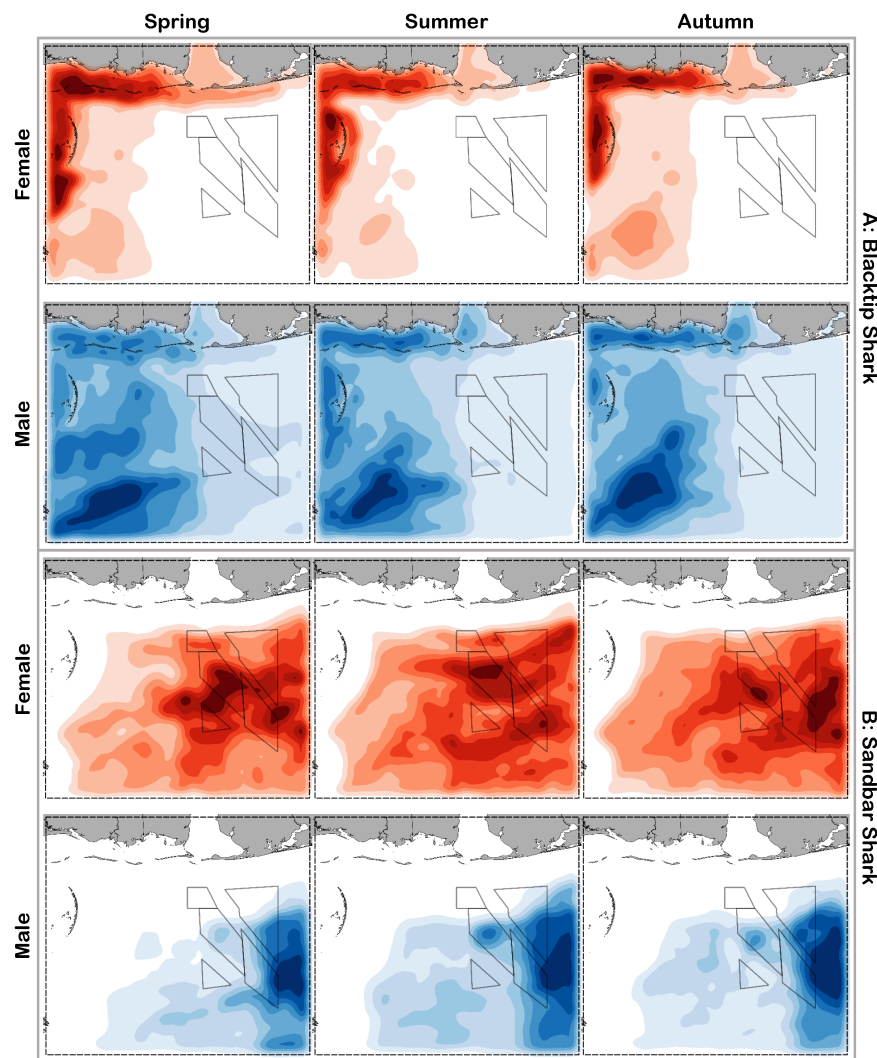 Spring
Summer
Autumn
Female
Male
A: Blacktip Shark
Female
Male
B: Sandbar Shark